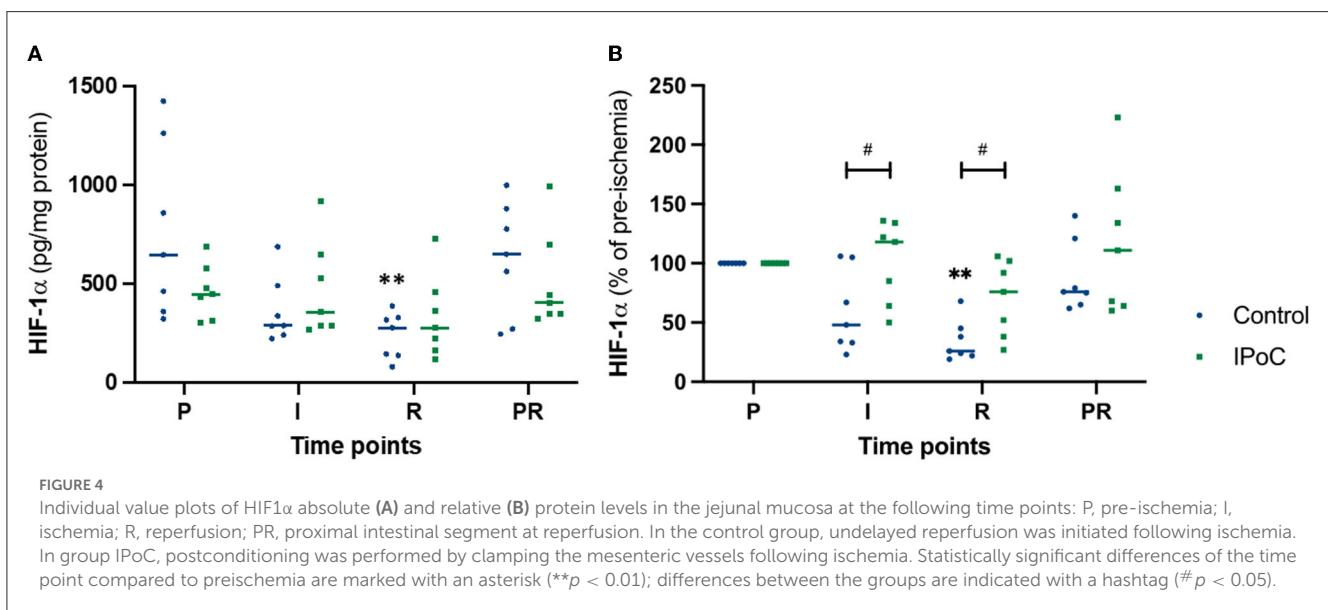 A
HIF-1α (pg/mg protein)
1500
1000
500
0
**
P I R PR
Time points
B
HIF-1α (% of pre-ischemia)
250
200
150
100
50
0
# #
**
P I R PR
Time points
Control
IPoC
FIGURE 4
Individual value plots of HIF1α absolute (A) and relative (B) protein levels in the jejunal mucosa at the following time points: P, pre-ischemia; I,
ischemia; R, reperfusion; PR, proximal intestinal segment at reperfusion. In the control group, undelayed reperfusion was initiated following ischemia.
In group IPoC, postconditioning was performed by clamping the mesenteric vessels following ischemia. Statistically significant differences of the time
point compared to preischemia are marked with an asterisk (**p < 0.01); differences between the groups are indicated with a hashtag (#p < 0.05).